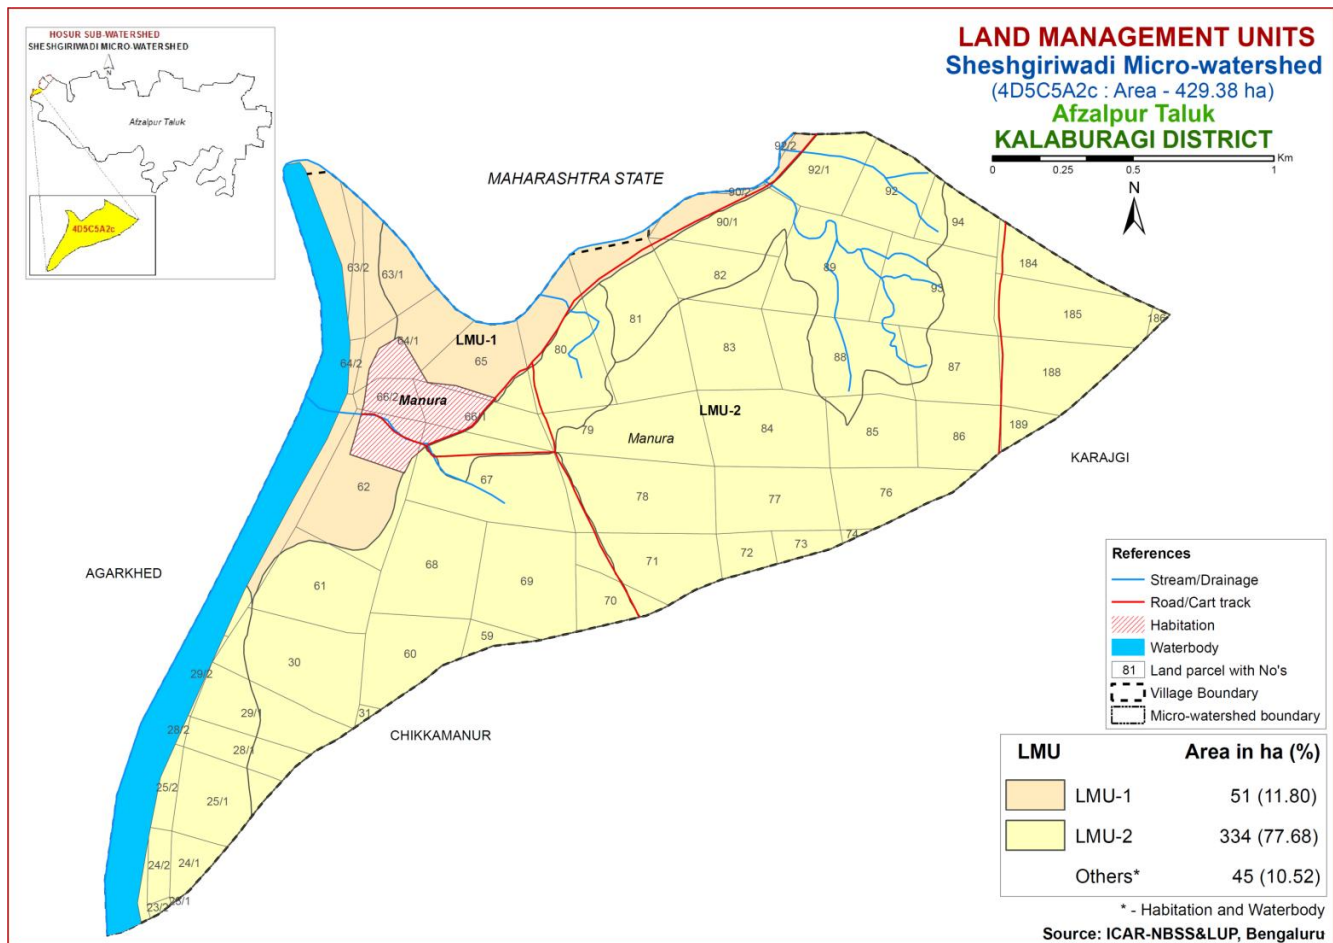 HOSUR SUB-WATERSHED
SHESHGIRIWADI MICRO-WATERSHED
N
Afzalpur Taluk
4D5C5A2c
LAND MANAGEMENT UNITS
Sheshgiriwadi Micro-watershed
(4D5C5A2c : Area - 429.38 ha)
Afzalpur Taluk
KALABURAGI DISTRICT
Km
0 0.25 0.5 1
N
MAHARASHTRA STATE
92/2
92/1
92
90/2
90/1
94
63/2
63/1
82
89
93
184
185
186
81
64/1
LMU-1
65
80
83
88
87
188
64/2
66/2
Manura
66/1
LMU-2
79
Manura
84
85
86
189
KARAJGI
62
67
78
77
76
74
73
72
71
AGARKHED
61
68
69
70
59
60
30
29/2
29/1
31
28/2
28/1
CHIKKAMANUR
25/2
25/1
24/2
24/1
23/2
References
Stream/Drainage
Road/Cart track
Habitation
Waterbody
81 Land parcel with No's
Village Boundary
Micro-watershed boundary
LMU Area in ha (%)
LMU-1 51 (11.80)
LMU-2 334 (77.68)
Others* 45 (10.52)
* - Habitation and Waterbody
Source: ICAR-NBSS&LUP, Bengaluru